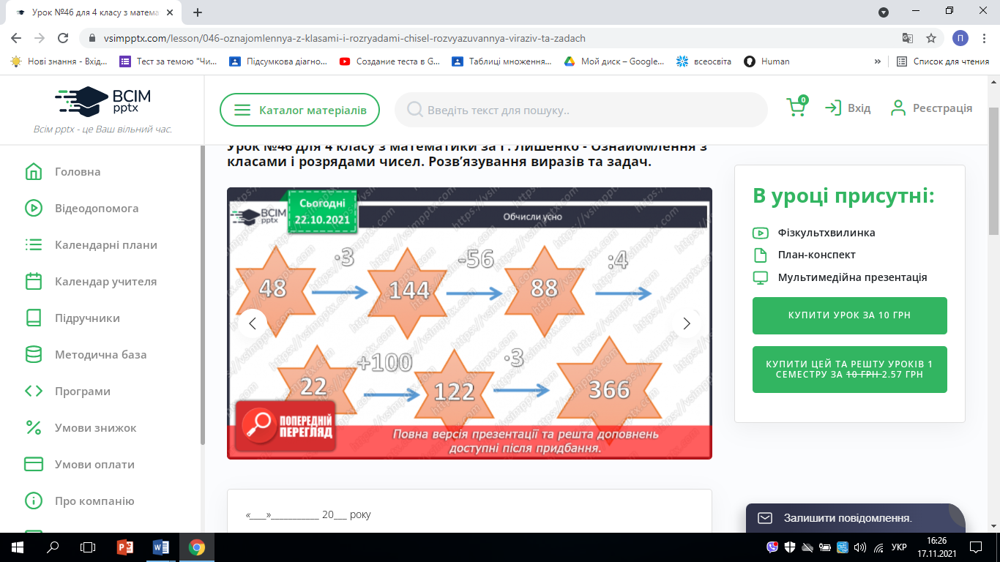 Урок №46 для 4 класу з матема
vsimpptx.com/lesson/046-oznajomlennya-z-klasami-i-rozryadami-chisel-rozvyazuvannya-viraziv-ta-zadach
П
Нові знання - Вхід...
Тест за темою "Чи...
Підсумкова діагно...
Создание теста в G...
Таблиці множення...
Мой диск – Google...
всеосвіта
Human
»
Список для чтения
ВСІМ
pptx
Всім pptx - це Ваш вільний час.
Каталог матеріалів
Введіть текст для пошуку..
0
Вхід
Реєстрація
Головна
Відеодопомога
Календарні плани
Календар учителя
Підручники
Методична база
Програми
Умови знижок
Умови оплати
Про компанію
Урок №46 для 4 класу з математики за Г. Лишенко - Ознайомлення з
класами і розрядами чисел. Розв’язування виразів та задач.
ВСІМ
pptx
Сьогодні
22.10.2021
Обчисли усно
48
·3
144
-56
88
:4
22
+100
122
·3
366
https://vsimpptx.com
ПОПЕРЕДНІЙ
ПЕРЕГЛЯД
Повна версія презентації та решта доповнень
доступні після придбання.
«___»__________ 20___ року
В уроці присутні:
Фізкультхвилинка
План-конспект
Мультимедійна презентація
КУПИТИ УРОК ЗА 10 ГРН
КУПИТИ ЦЕЙ ТА РЕШТУ УРОКІВ 1
СЕМЕСТРУ ЗА 10 ГРН 2.57 ГРН
Залишити повідомлення.
УКР
16:26
17.11.2021